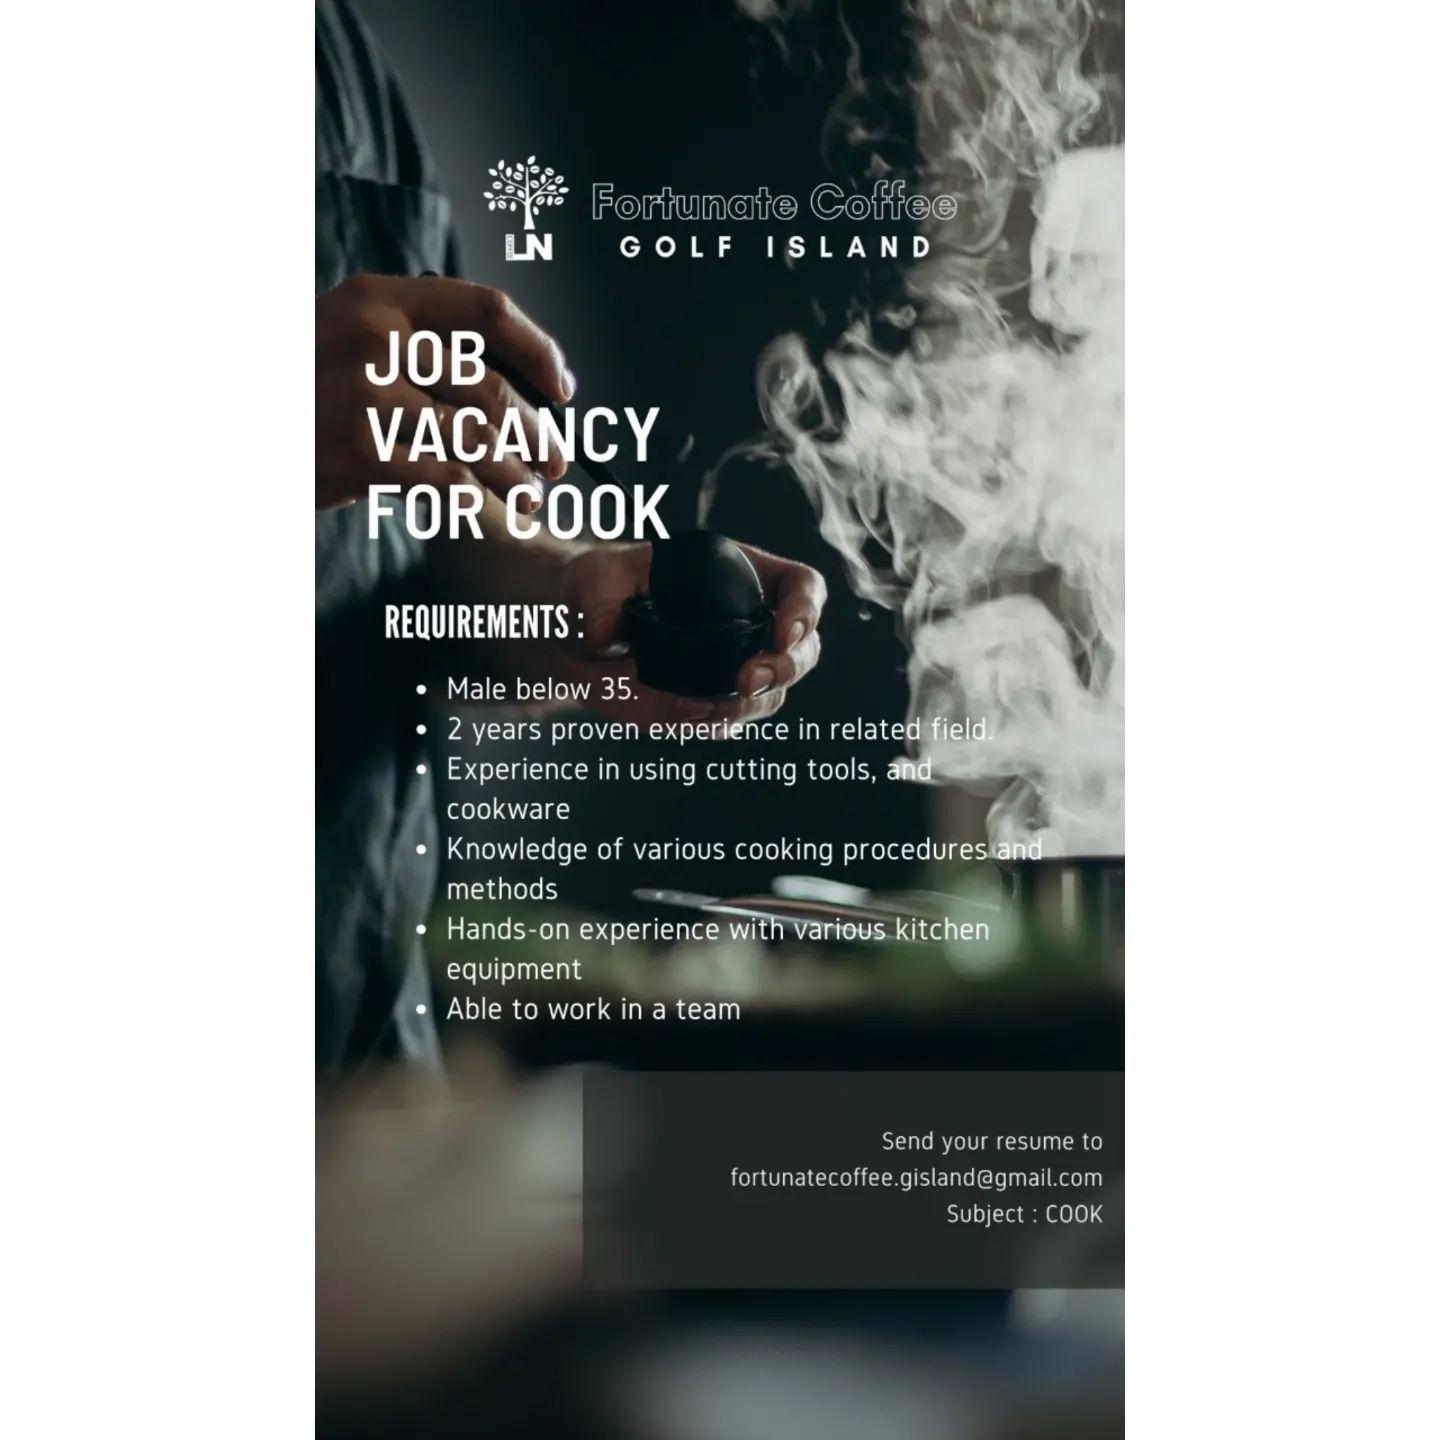 Fortunate Coffee
GOLF ISLAND
JOB
VACANCY
FOR COOK
REQUIREMENTS :
• Male below 35.
• 2 years proven experience in related field.
• Experience in using cutting tools, and
cookware
• Knowledge of various cooking procedures and
methods
• Hands-on experience with various kitchen
equipment
• Able to work in a team
Send your resume to
fortunatecoffee.gisland@gmail.com
Subject : COOK